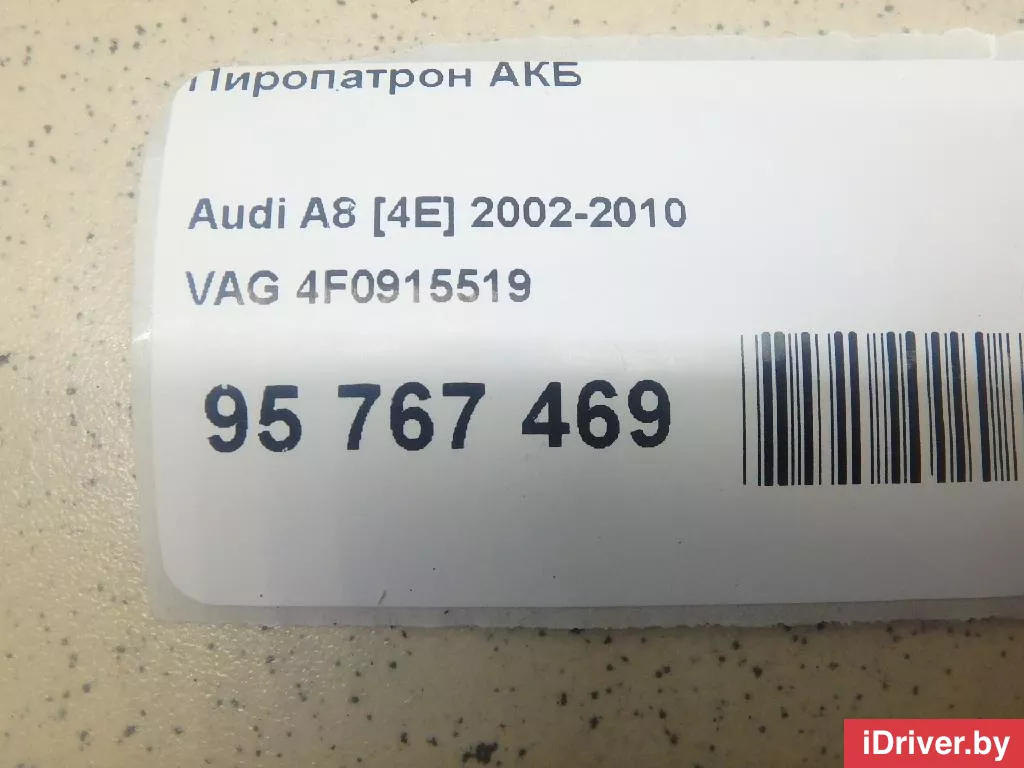 Пиропатрон АКБ
Audi A8 [4E] 2002-2010
VAG 4F0915519
95 767 469
iDriver.by